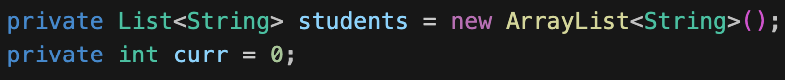 private List<String> students = new ArrayList<String>();
private int curr = 0;